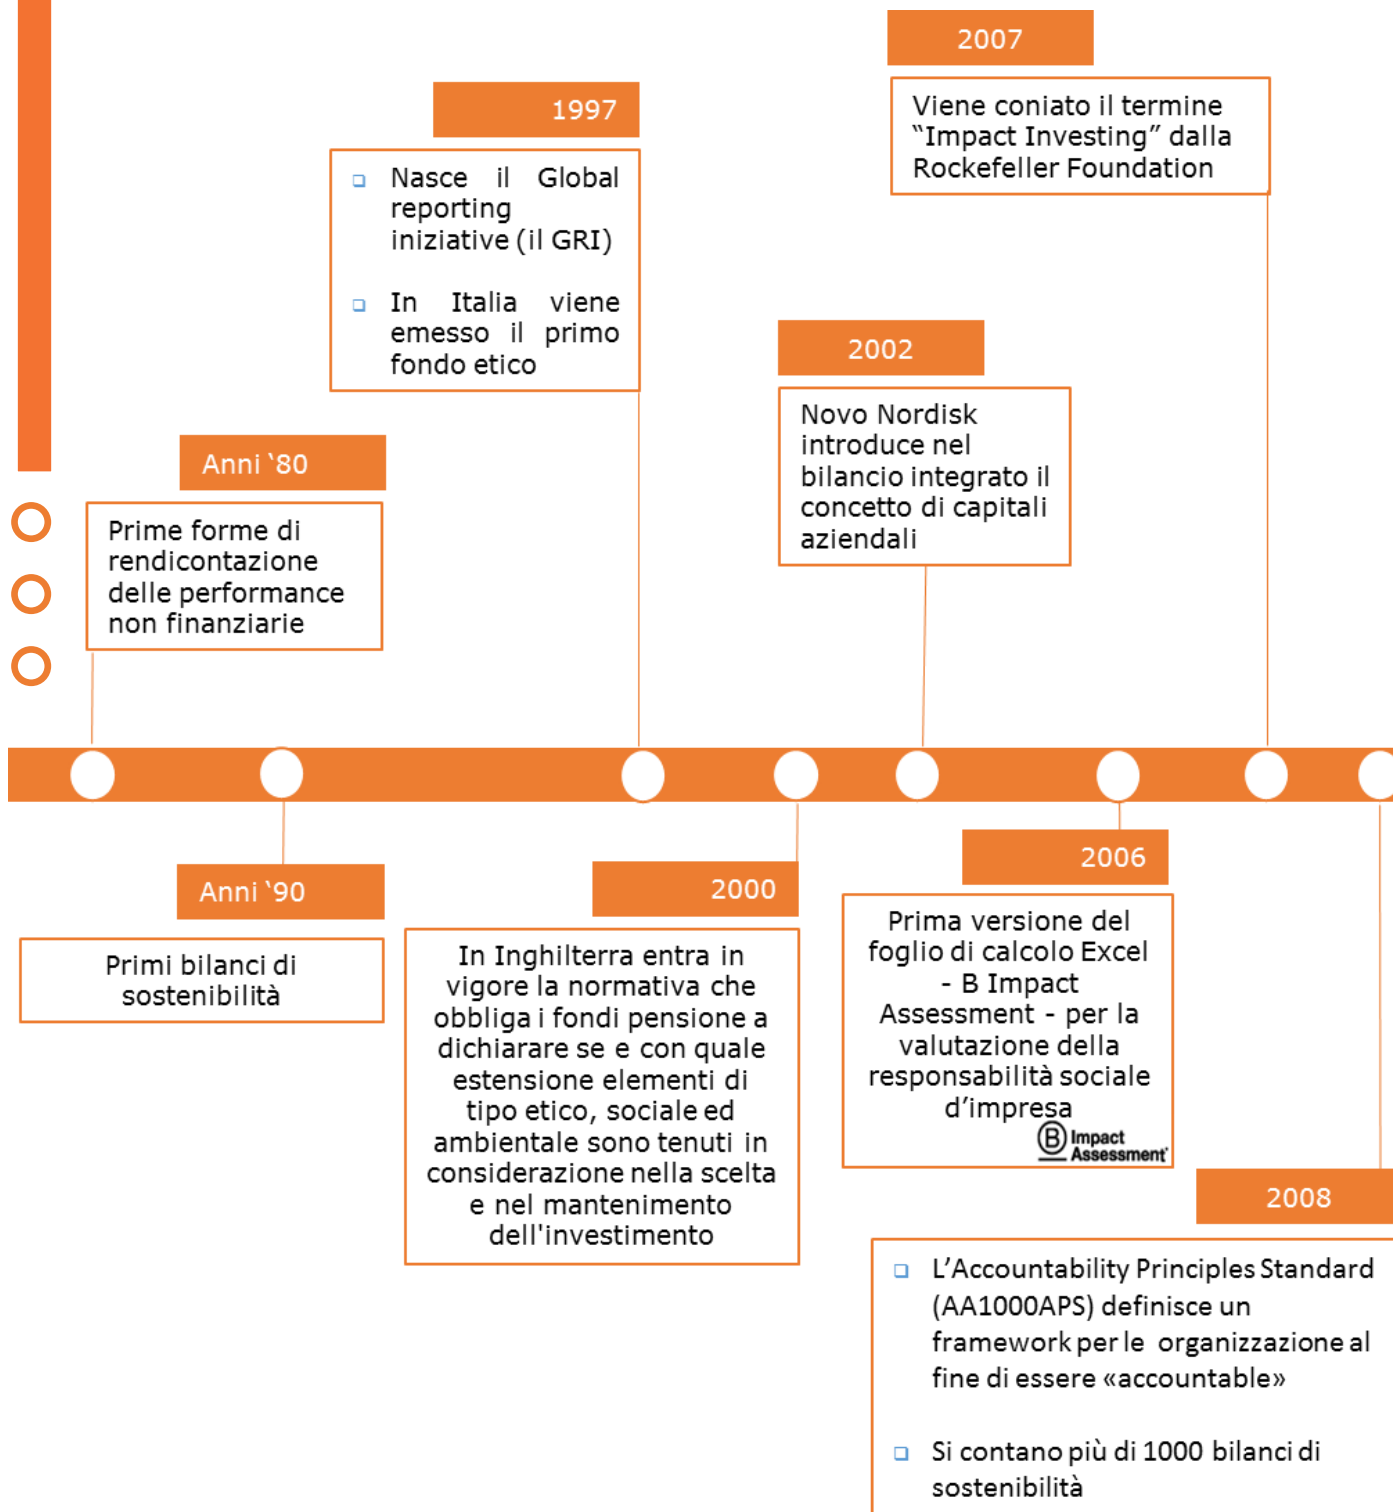 2007
Viene coniato il termine
“Impact Investing” dalla
Rockefeller Foundation
1997
Nasce il Global
reporting
iniziative (il GRI)
In Italia viene
emesso il primo
fondo etico
2002
Novo Nordisk
introduce nel
bilancio integrato il
concetto di capitali
aziendali
Anni ‘80
Prime forme di
rendicontazione
delle performance
non finanziarie
Anni ‘90
Primi bilanci di
sostenibilità
2000
In Inghilterra entra in
vigore la normativa che
obbliga i fondi pensione a
dichiarare se e con quale
estensione elementi di
tipo etico, sociale ed
ambientale sono tenuti in
considerazione nella scelta
e nel mantenimento
dell'investimento
2006
Prima versione del
foglio di calcolo Excel
- B Impact
Assessment - per la
valutazione della
responsabilità sociale
d’impresa
B Impact
Assessment
2008
L’Accountability Principles Standard
(AA1000APS) definisce un
framework per le organizzazione al
fine di essere «accountable»
Si contano più di 1000 bilanci di
sostenibilità